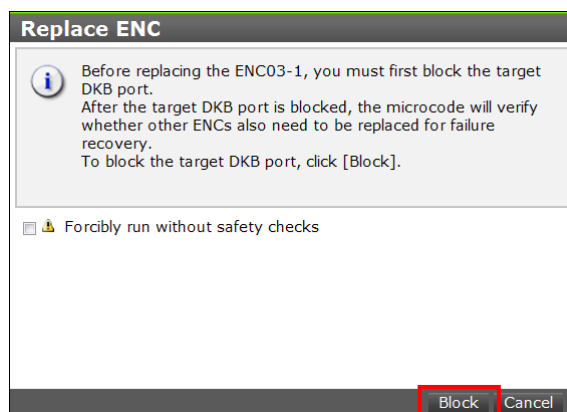 Replace ENC
Before replacing the ENC03-1, you must first block the target
DKB port.
After the target DKB port is blocked, the microcode will verify
whether other ENCs also need to be replaced for failure
recovery.
To block the target DKB port, click [Block].
Forcibly run without safety checks
Block Cancel